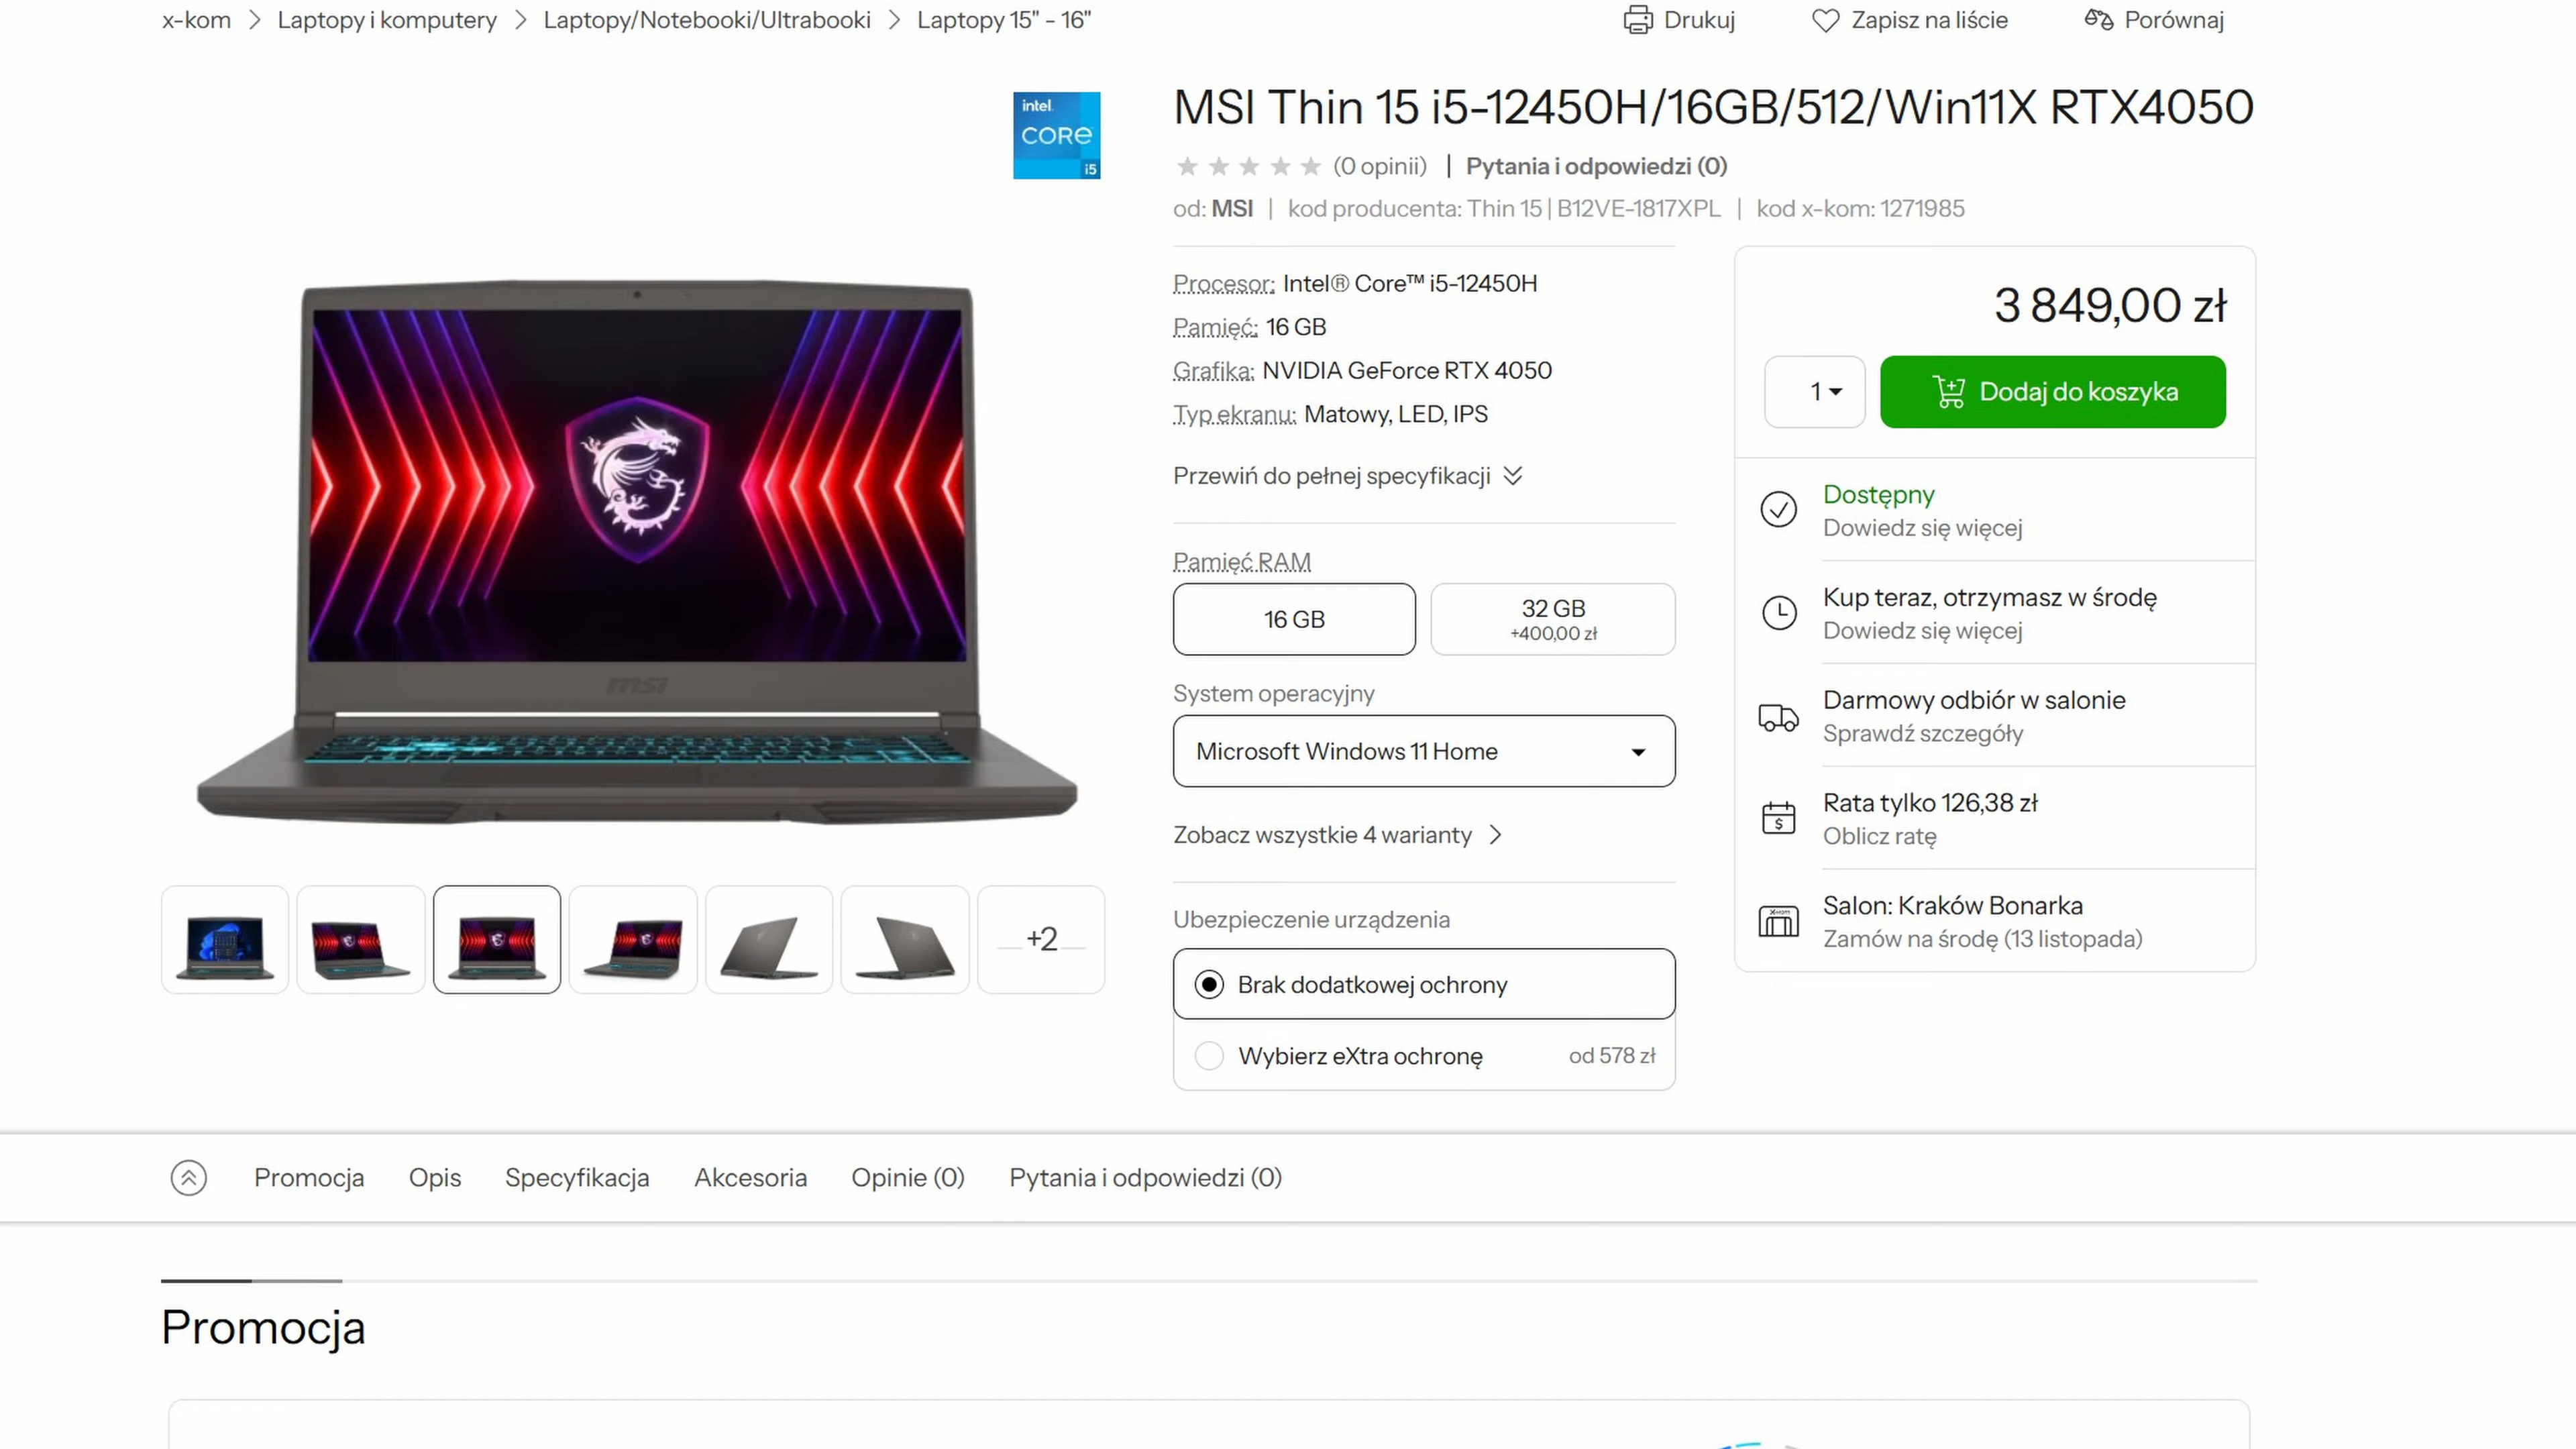 x-kom > Laptopy i komputery > Laptopy/Notebooki/Ultrabooki > Laptopy 15" - 16"
Drukuj
Zapisz na liście
Porównaj
intel.
CORE
i5
msi
+2
MSI Thin 15 i5-12450H/16GB/512/Win11X RTX4050
(0 opinii) | Pytania i odpowiedzi (0)
od: MSI | kod producenta: Thin 15 | B12VE-1817XPL | kod x-kom: 1271985
Procesor: Intel® Core™ i5-12450H
Pamięć: 16 GB
Grafika: NVIDIA GeForce RTX 4050
Typ ekranu: Matowy, LED, IPS
Przewiń do pełnej specyfikacji
Pamięć RAM
16 GB
32 GB
+400,00 zł
System operacyjny
Microsoft Windows 11 Home
Zobacz wszystkie 4 warianty
Ubezpieczenie urządzenia
Brak dodatkowej ochrony
Wybierz eXtra ochronę od 578 zł
3 849,00 zł
1
Dodaj do koszyka
Dostępny
Dowiedz się więcej
Kup teraz, otrzymasz w środę
Dowiedz się więcej
Darmowy odbiór w salonie
Sprawdź szczegóły
Rata tylko 126,38 zł
Oblicz ratę
Salon: Kraków Bonarka
Zamów na środę (13 listopada)
Promocja
Opis
Specyfikacja
Akcesoria
Opinie (0)
Pytania i odpowiedzi (0)
Promocja